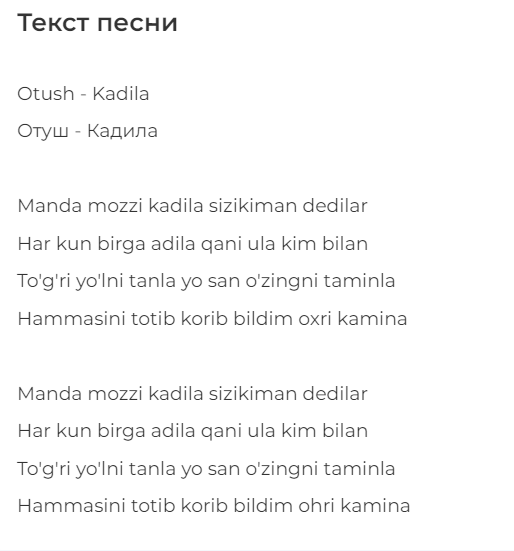 Текст песни
Otush - Kadila
Отуш - Кадила
Manda mozzi kadila sizikiman dedilar
Har kun birga adila qani ula kim bilan
To'g'ri yo'lni tanla yo san o'zingni taminla
Hammasini totib korib bildim oxri kamina
Manda mozzi kadila sizikiman dedilar
Har kun birga adila qani ula kim bilan
To'g'ri yo'lni tanla yo san o'zingni taminla
Hammasini totib korib bildim ohri kamina